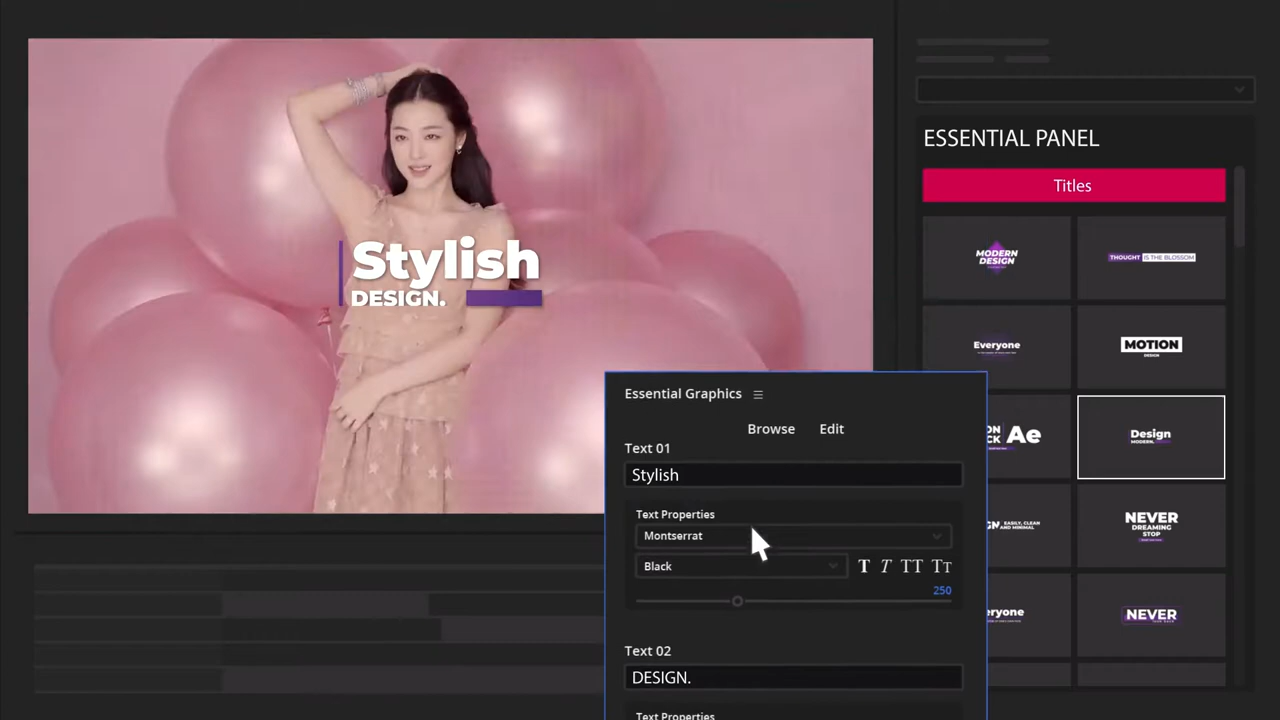 Stylish
DESIGN.
ESSENTIAL PANEL
Titles
MODERN
DESIGN
THOUGHT IS THE BLOSSOM
Everyone
MOTION
DESIGN
Ae
Design
MODERN.
EASILY, CLEAN
AND MINIMAL
NEVER
DREAMING
STOP
NEVER
Essential Graphics
Browse Edit
Text 01
Stylish
Text Properties
Montserrat
Black
T T TT TT
250
Text 02
DESIGN.
Text Properties